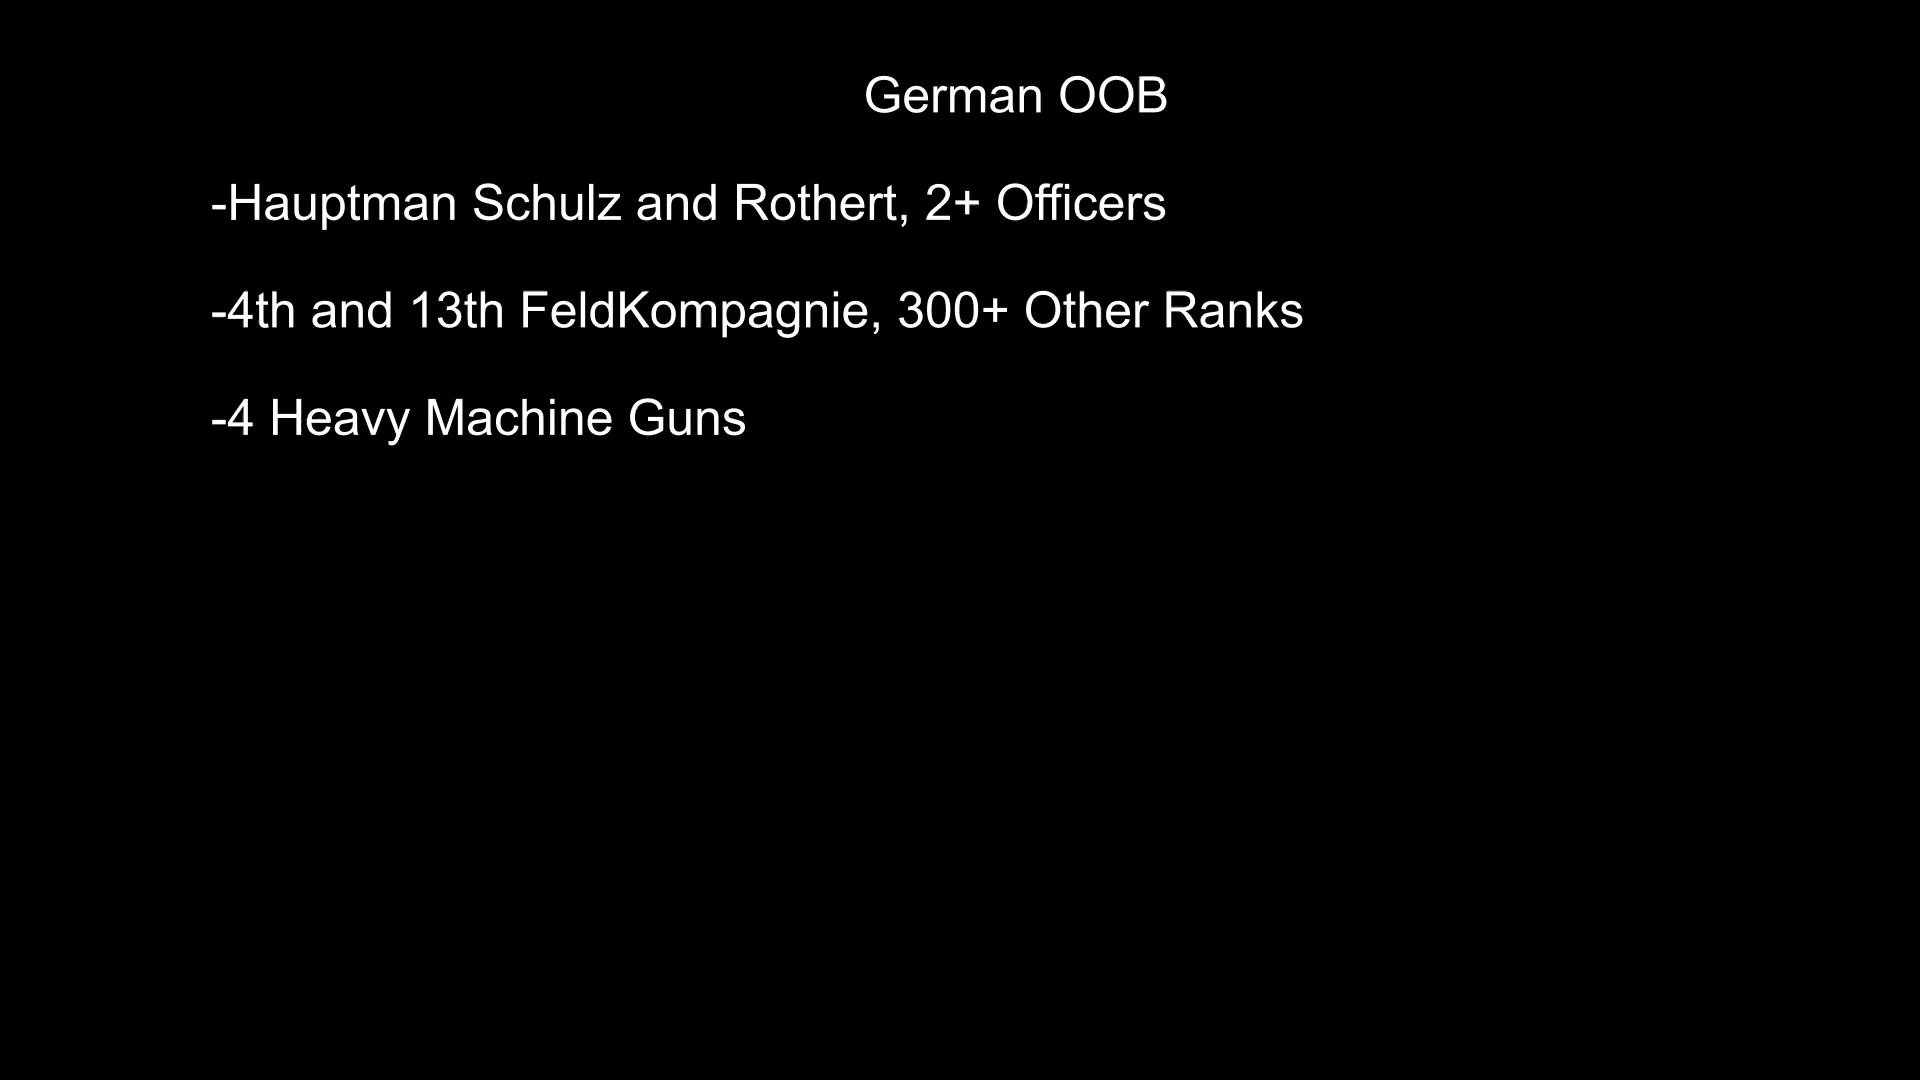 German OOB
-Hauptman Schulz and Rothert, 2+ Officers
-4th and 13th FeldKompagnie, 300+ Other Ranks
-4 Heavy Machine Guns